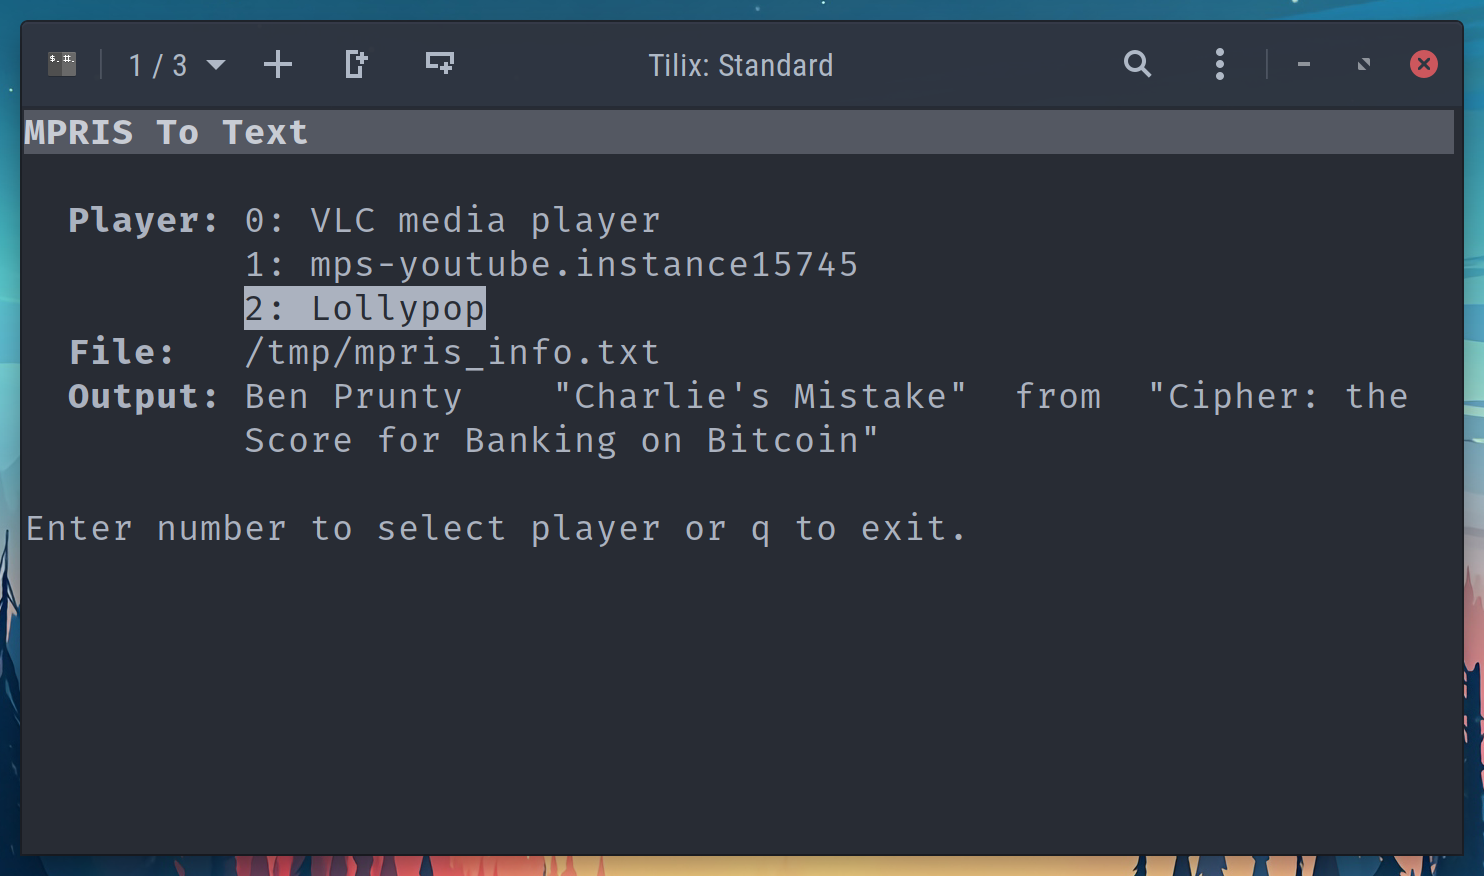 1 / 3
Tilix: Standard
MPRIS To Text
Player: 0: VLC media player
1: mps-youtube.instance15745
2: Lollypop
File: /tmp/mpris_info.txt
Output: Ben Prunty "Charlie's Mistake" from "Cipher: the
Score for Banking on Bitcoin"
Enter number to select player or q to exit.